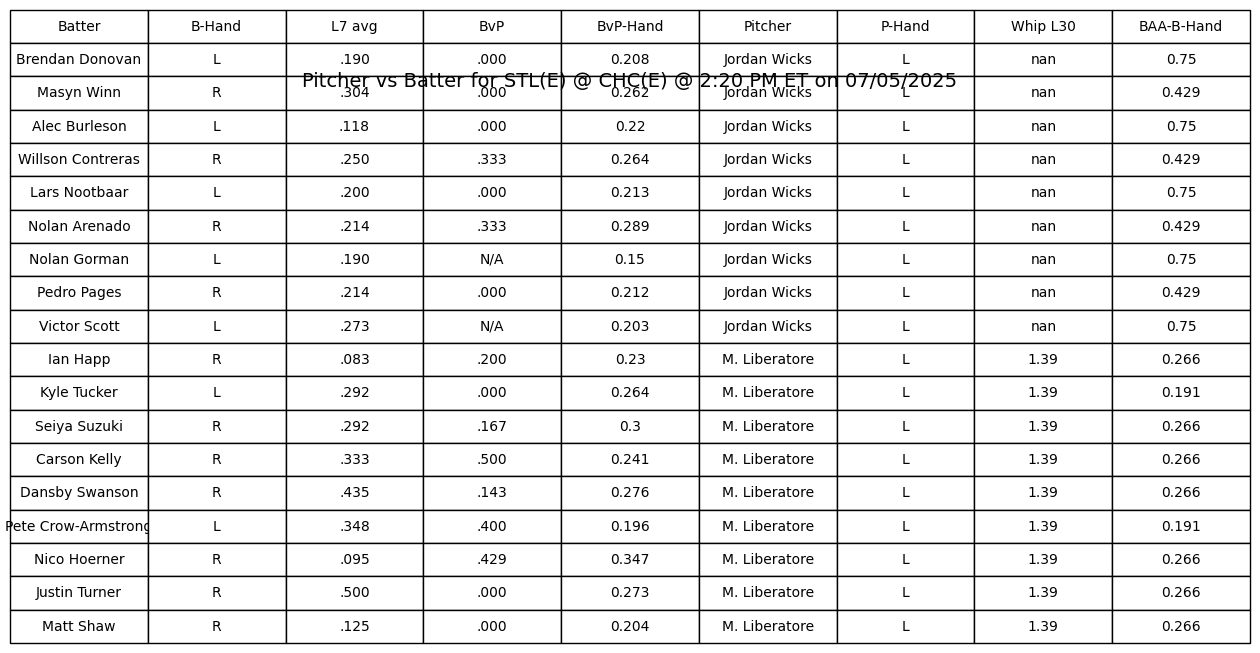 Batter B-Hand L7 avg BvP BvP-Hand Pitcher P-Hand Whip L30 BAA-B-Hand
Brendan Donovan L .190 .000 0.208 Jordan Wicks L nan 0.75
Pitcher vs Batter for STL(E) @ CHC(E) @ 2:20 PM ET on 07/05/2025
Masyn Winn R .304 .000 0.262 Jordan Wicks L nan 0.429
Alec Burleson L .118 .000 0.22 Jordan Wicks L nan 0.75
Willson Contreras R .250 .333 0.264 Jordan Wicks L nan 0.429
Lars Nootbaar L .200 .000 0.213 Jordan Wicks L nan 0.75
Nolan Arenado R .214 .333 0.289 Jordan Wicks L nan 0.429
Nolan Gorman L .190 N/A 0.15 Jordan Wicks L nan 0.75
Pedro Pages R .214 .000 0.212 Jordan Wicks L nan 0.429
Victor Scott L .273 N/A 0.203 Jordan Wicks L nan 0.75
Ian Happ R .083 .200 0.23 M. Liberatore L 1.39 0.266
Kyle Tucker L .292 .000 0.264 M. Liberatore L 1.39 0.191
Seiya Suzuki R .292 .167 0.3 M. Liberatore L 1.39 0.266
Carson Kelly R .333 .500 0.241 M. Liberatore L 1.39 0.266
Dansby Swanson R .435 .143 0.276 M. Liberatore L 1.39 0.266
Pete Crow-Armstrong L .348 .400 0.196 M. Liberatore L 1.39 0.191
Nico Hoerner R .095 .429 0.347 M. Liberatore L 1.39 0.266
Justin Turner R .500 .000 0.273 M. Liberatore L 1.39 0.266
Matt Shaw R .125 .000 0.204 M. Liberatore L 1.39 0.266